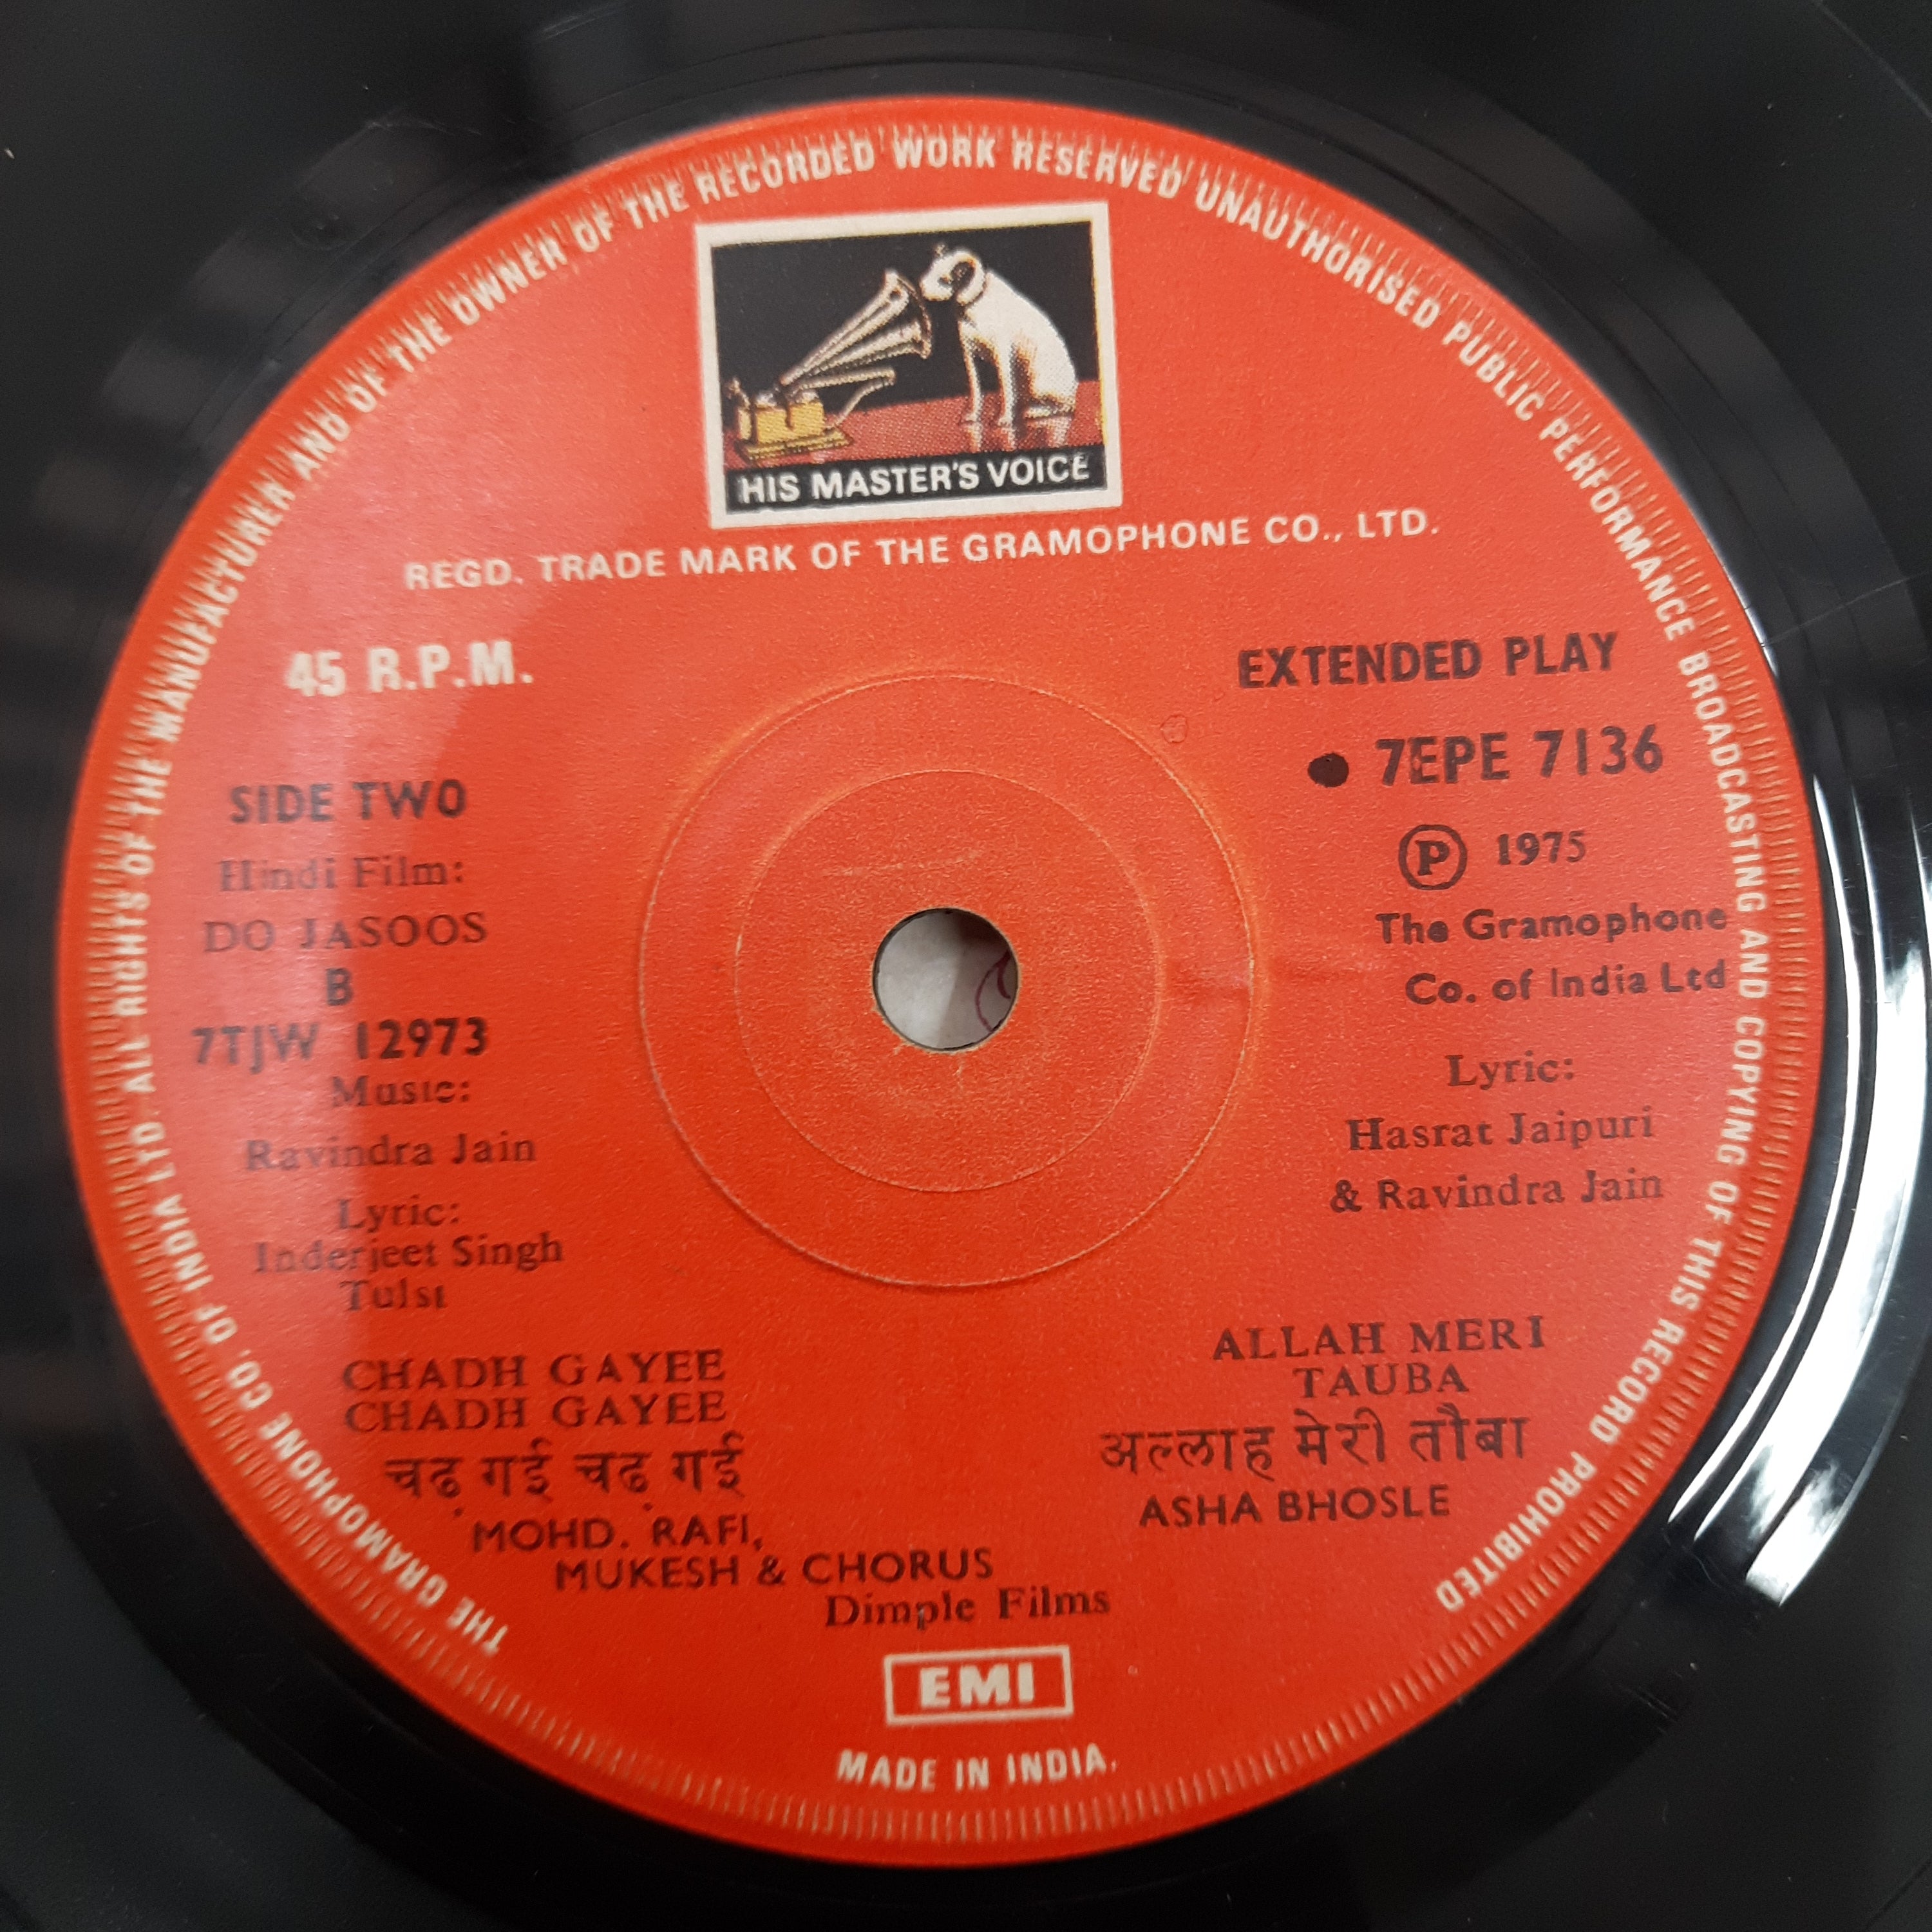 THE GRAMOPHONE CO. OF INDIA LTD. ALL RIGHTS OF THE MANUFACTURER AND OF THE OWNER OF THE RECORDED WORK RESERVED UNAUTHORISED PUBLIC PERFORMANCE BROADCASTING AND COPYING OF THIS RECORD PROHIBITED
HIS MASTER'S VOICE
REGD. TRADE MARK OF THE GRAMOPHONE CO., LTD.
45 R.P.M.
SIDE TWO
Hindi Film:
DO JASOOS
B
7TJW 12973
Music:
Ravindra Jain
Lyric:
Inderjeet Singh
Tulsi
CHADH GAYEE
CHADH GAYEE
चढ़ गई चढ़ गई
MOHD. RAFI,
MUKESH & CHORUS
EXTENDED PLAY
● 7EPE 7136
Ⓟ 1975
The Gramophone
Co. of India Ltd
Lyric:
Hasrat Jaipuri
& Ravindra Jain
ALLAH MERI
TAUBA
अल्लाह मेरी तौबा
ASHA BHOSLE
Dimple Films
EMI
MADE IN INDIA.